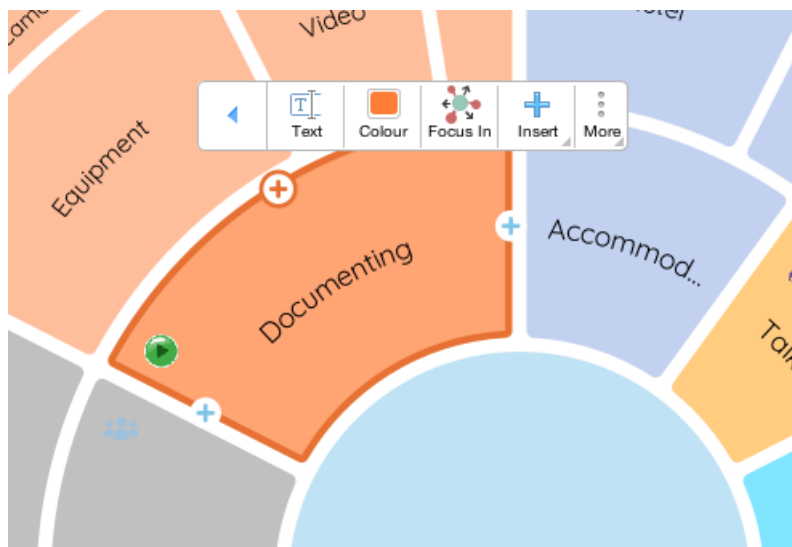 Video
Equipment
Text
Colour
Focus In
Insert
More
Documenting
Accommod...